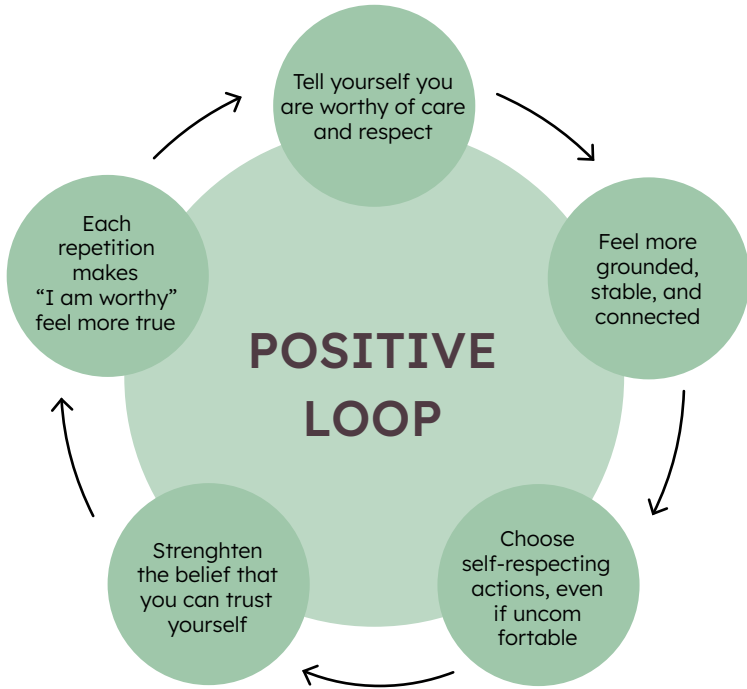 Tell yourself you
are worthy of care
and respect
Feel more
grounded,
stable, and
connected
Choose
self-respecting
actions, even
if uncom
fortable
Strenghten
the belief that
you can trust
yourself
Each
repetition
makes
“I am worthy”
feel more true
POSITIVE
LOOP